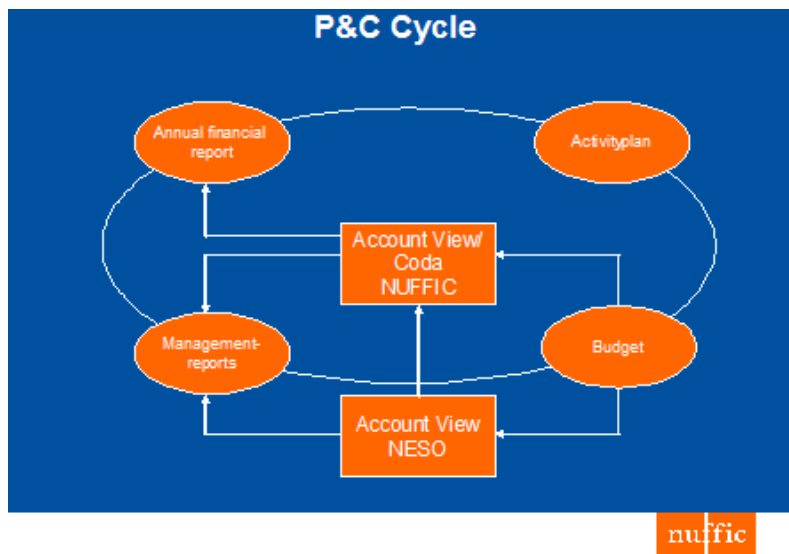 P&C Cycle
Annual financial
report
Activityplan
Account View/
Coda
NUFFIC
Management-
reports
Budget
Account View
NESO
nuffic